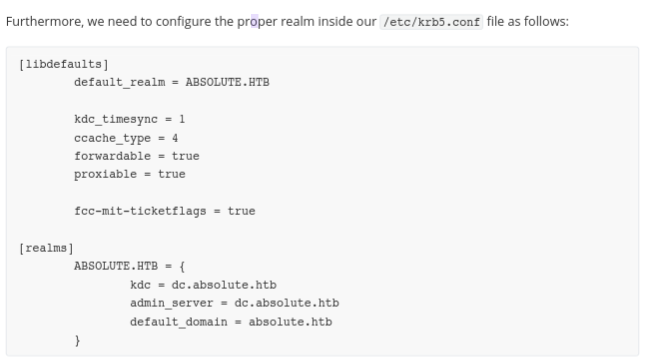 Furthermore, we need to configure the proper realm inside our /etc/krb5.conf file as follows:
[libdefaults]
default_realm = ABSOLUTE.HTB
kdc_timesync = 1
ccache_type = 4
forwardable = true
proxiable = true
fcc-mit-ticketflags = true
[realms]
ABSOLUTE.HTB = {
kdc = dc.absolute.htb
admin_server = dc.absolute.htb
default_domain = absolute.htb
}